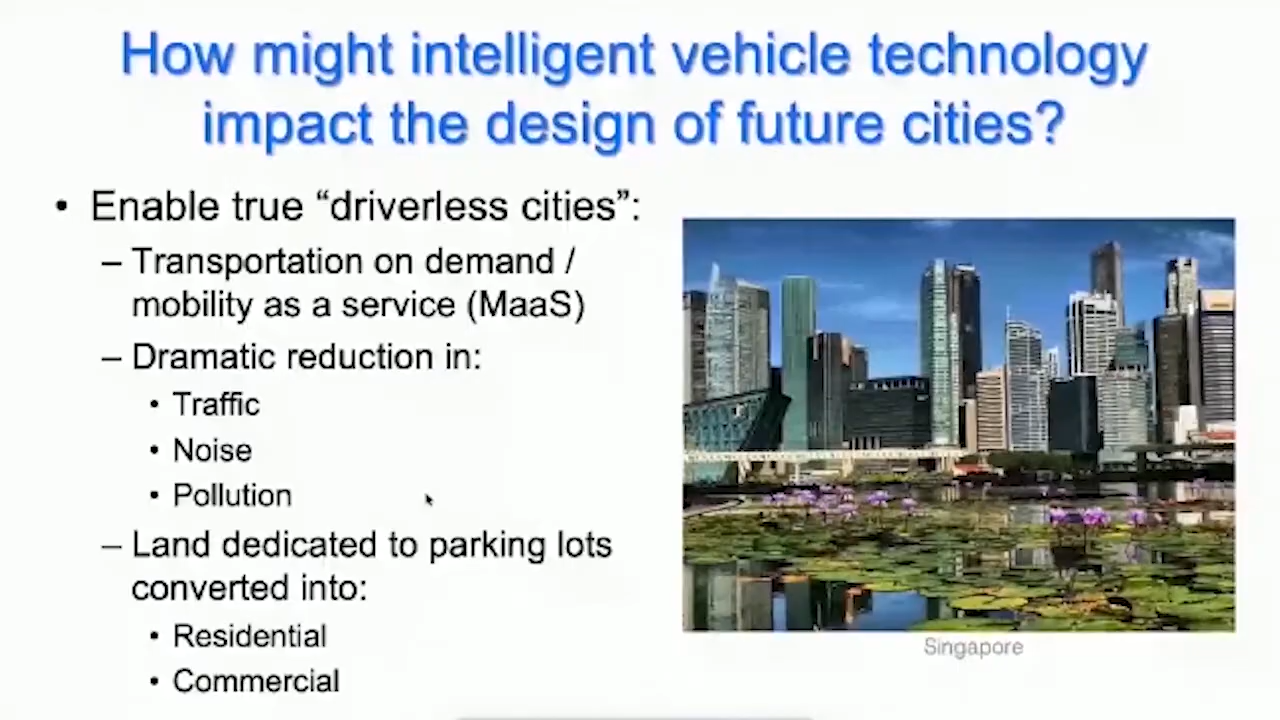 How might intelligent vehicle technology
impact the design of future cities?
• Enable true “driverless cities”:
– Transportation on demand /
mobility as a service (MaaS)
– Dramatic reduction in:
• Traffic
• Noise
• Pollution
– Land dedicated to parking lots
converted into:
• Residential
• Commercial
Singapore